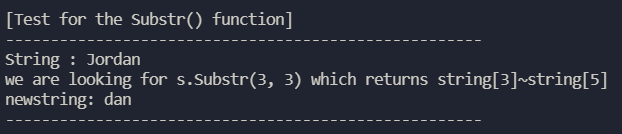 [Test for the Substr() function]
-------------------------------------------------
String : Jordan
we are looking for s.Substr(3, 3) which returns string[3]~string[5]
newstring: dan
-------------------------------------------------